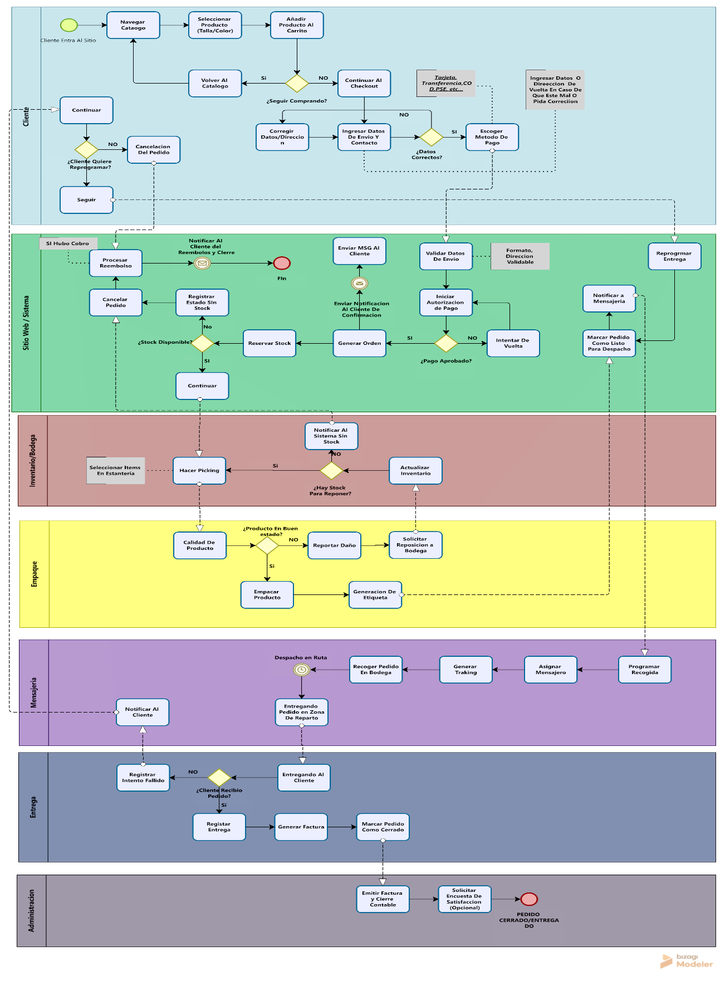 Cliente
Cliente Entra Al Sitio
Navegar
Cataogo
Seleccionar
Producto
(Talla/Color)
Añadir
Producto Al
Carrito
Volver Al
Catalogo
Si
NO
¿Seguir Comprando?
Continuar Al
Checkout
Tarjeta,
Transferencia,CO
D,PSE, etc...
Ingresar Datos O
Direeccion De
Vuelta En Caso De
Que Este Mal O
Pida Correciion
Continuar
NO
Corregir
Datos/Direccio
n
Ingresar Datos
De Envio Y
Contacto
SI
¿Datos
Correctos?
Escoger
Metodo De
Pago
NO
Cancelacion
Del Pedido
¿Cliente Quiere
Reprogramar?
Seguir
Sitio Web / Sistema
SI Hubo Cobro
Procesar
Reembolso
Notificar Al
Cliente del
Reembolos y CIerre
FIn
Enviar MSG Al
Cliente
Validar Datos
De Envio
Formato,
Direccion
Validable
Reprogrmar
Entrega
Cancelar
Pedido
Registrar
Estado SIn
Stock
Enviar Notificacion
Al Cliente De
Confirmacion
Iniciar
Autorizacion
de Pago
Notificar a
Mensajeria
No
¿Stock Disponible?
SI
Reservar Stock
Generar Orden
SI
NO
¿Pago Aprobado?
Intentar De
Vuelta
Marcar Pedido
Como Listo
Para Despacho
Continuar
Inventario/Bodega
Notificar Al
Sistema Sin
Stock
NO
Seleccionar Items
En Estantería
Hacer Picking
Si
¿Hay Stock
Para Reponer?
Actualizar
Inventario
Empaque
Calidad De
Producto
¿Producto En Buen
estado?
NO
Si
Reportar Daño
Solicitar
Reposicion a
Bodega
Empacar
Producto
Generacion De
Etiqueta
Mensajeria
Despacho en Ruta
Recoger Pedido
En Bodega
Generar
Traking
Asignar
Mensajero
Programar
Recogida
Notificar Al
Cliente
Entregando
Pedido en Zona
De Reparto
Entrega
Registrar
Intento Fallido
NO
¿Cliente Recibio
Pedido?
Si
Entregando Al
Cliente
Registar
Entrega
Generar Factura
Marcar Pedido
Como Cerrado
Administracion
Emitir Factura
y Cierre
Contable
Solicitar
Encuesta De
Satisfaccion
(Opcional)
PEDIDO
CERRADO/ENTREGA
DO
bizagi
Modeler